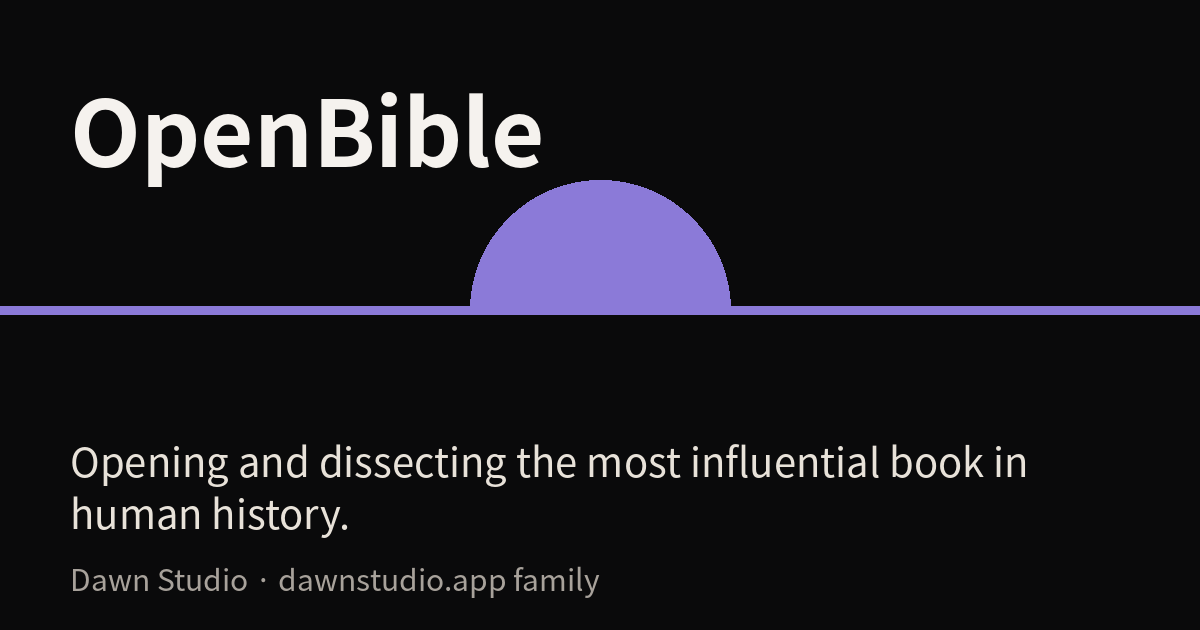 OpenBible
Opening and dissecting the most influential book in
human history.
Dawn Studio · dawnstudio.app family